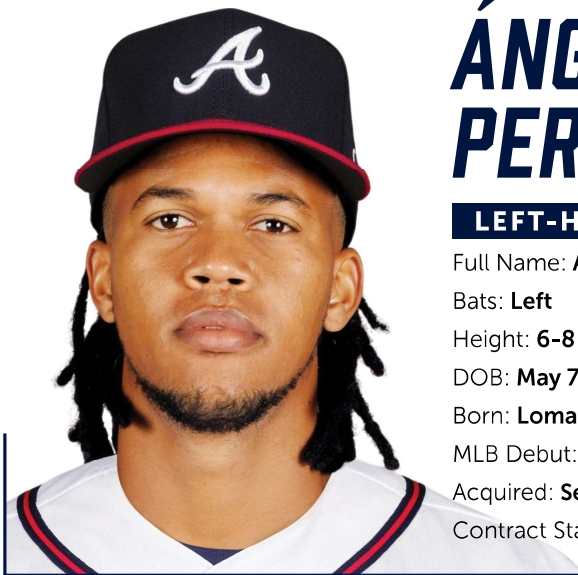 ÁNG
PER
LEFT-H
Full Name: A
Bats: Left
Height: 6-8
DOB: May 7
Born: Loma
MLB Debut:
Acquired: Se
Contract Sta